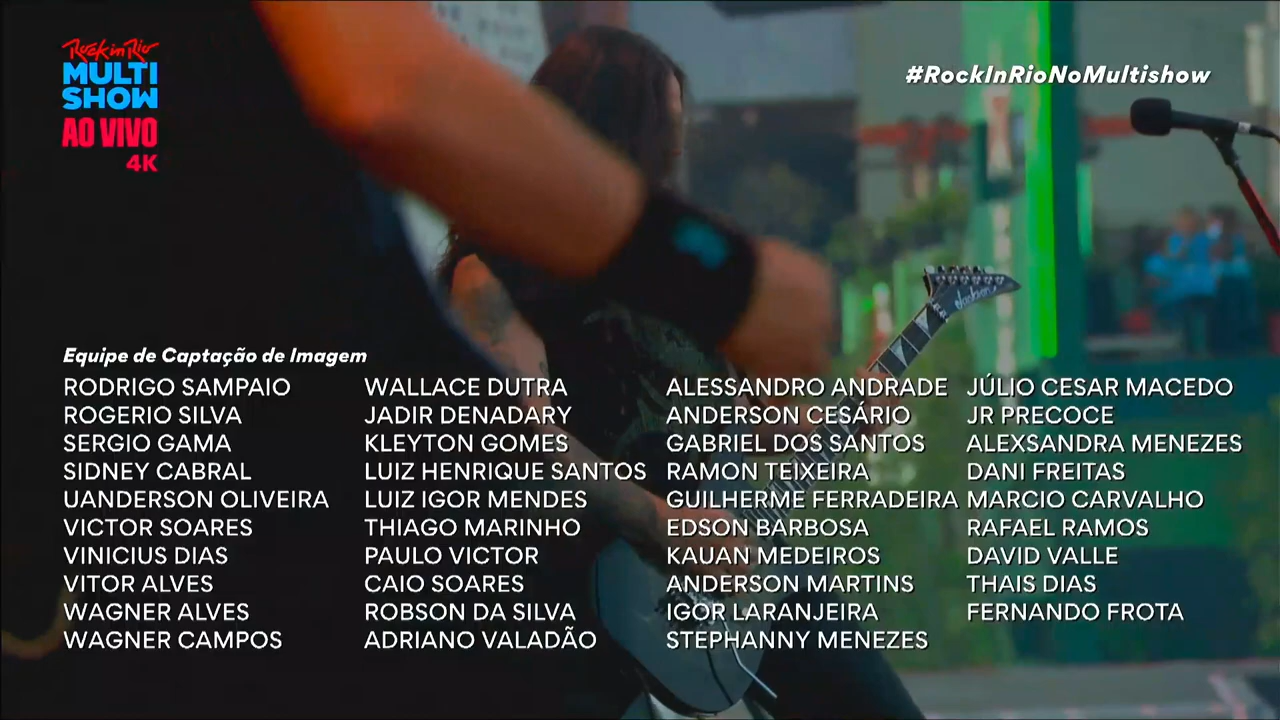 Rock in Rio
MULTI
SHOW
AO VIVO
4K
#RockInRioNoMultishow
Jackson
Equipe de Captação de Imagem
RODRIGO SAMPAIO
ROGERIO SILVA
SERGIO GAMA
SIDNEY CABRAL
UANDERSON OLIVEIRA
VICTOR SOARES
VINICIUS DIAS
VITOR ALVES
WAGNER ALVES
WAGNER CAMPOS
WALLACE DUTRA
JADIR DENADARY
KLEYTON GOMES
LUIZ HENRIQUE SANTOS
LUIZ IGOR MENDES
THIAGO MARINHO
PAULO VICTOR
CAIO SOARES
ROBSON DA SILVA
ADRIANO VALADÃO
ALESSANDRO ANDRADE
ANDERSON CESÁRIO
GABRIEL DOS SANTOS
RAMON TEIXEIRA
GUILHERME FERRADEIRA
EDSON BARBOSA
KAUAN MEDEIROS
ANDERSON MARTINS
IGOR LARANJEIRA
STEPHANNY MENEZES
JÚLIO CESAR MACEDO
JR PRECOCE
ALEXSANDRA MENEZES
DANI FREITAS
MARCIO CARVALHO
RAFAEL RAMOS
DAVID VALLE
THAIS DIAS
FERNANDO FROTA